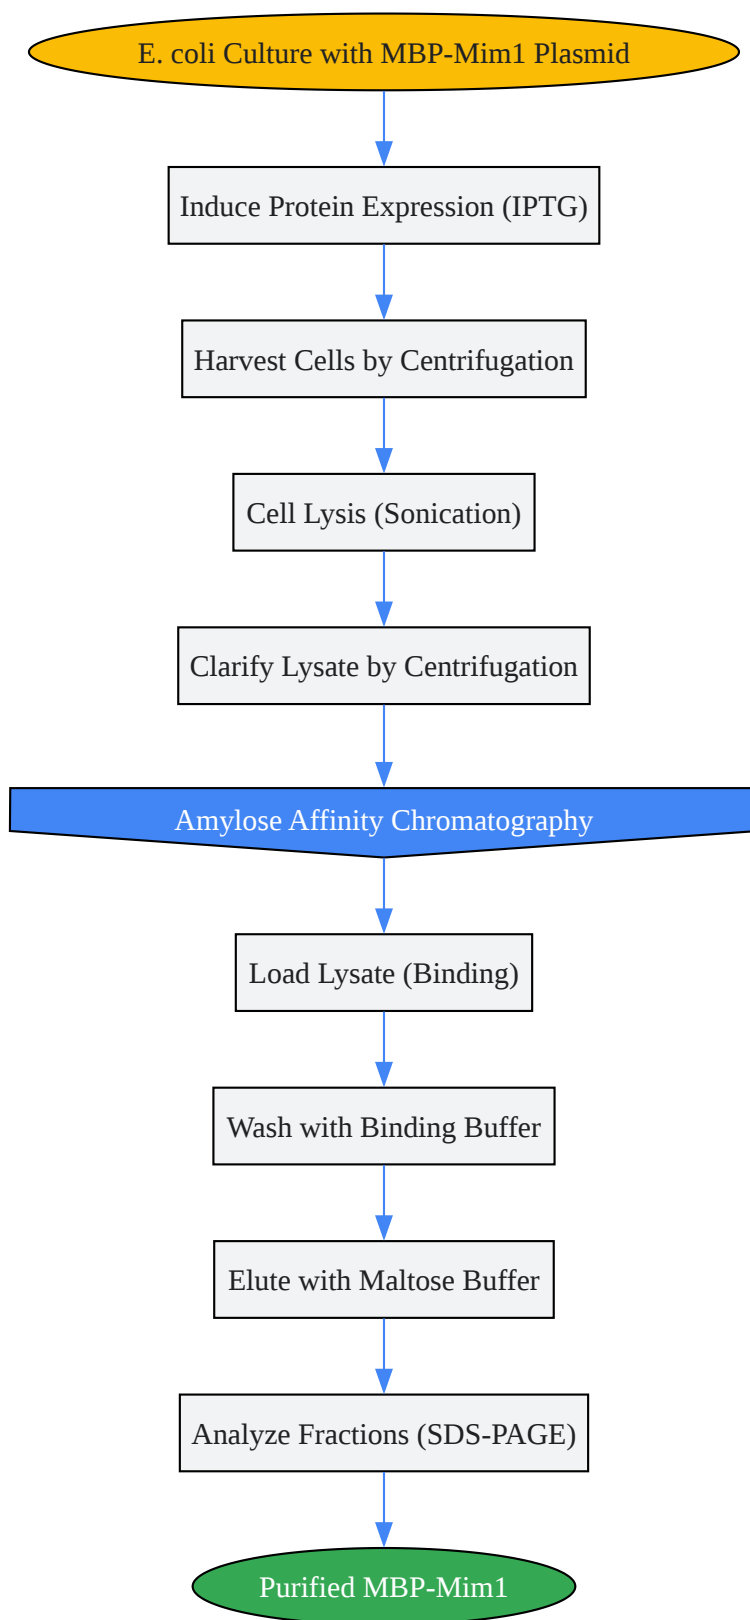 E. coli Culture with MBP-Mim1 Plasmid
Induce Protein Expression (IPTG)
Harvest Cells by Centrifugation
Cell Lysis (Sonication)
Clarify Lysate by Centrifugation
Amylose Affinity Chromatography
Load Lysate (Binding)
Wash with Binding Buffer
Elute with Maltose Buffer
Analyze Fractions (SDS-PAGE)
Purified MBP-Mim1